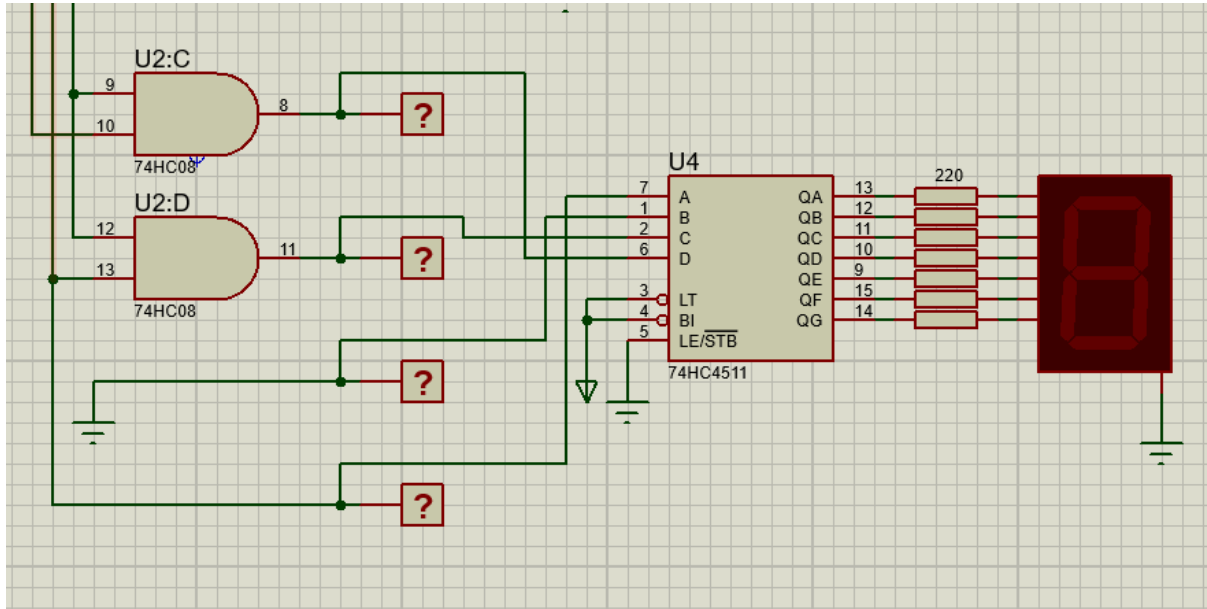 U2:C
9
10
8
?
74HC08
U2:D
12
13
11
?
74HC08
?
?
U4
7 A QA 13
1 B QB 12
2 C QC 11
6 D QD 10
QE 9
3 LT QF 15
4 BI QG 14
5 LE/STB
74HC4511
220